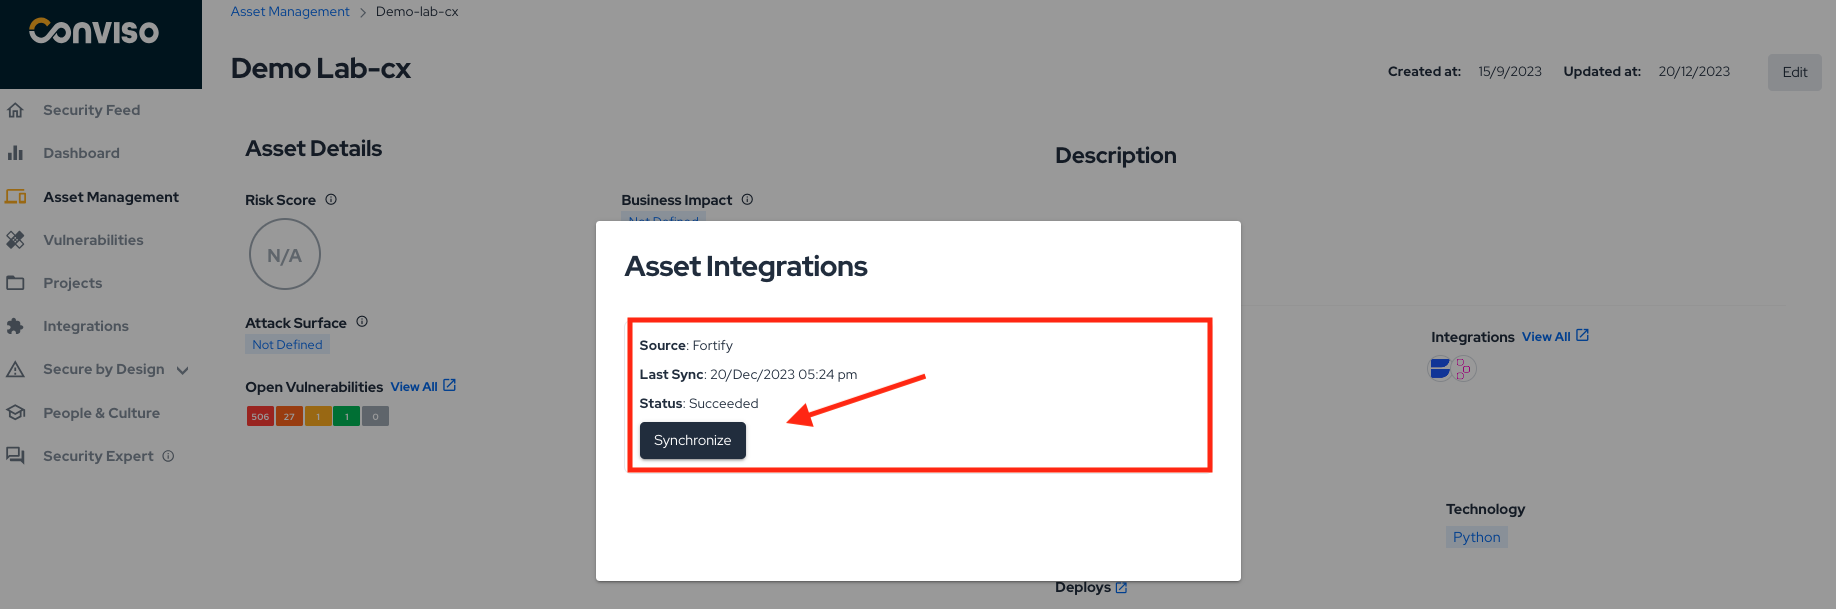 Conviso
Asset Management > Demo-lab-cx
Demo Lab-cx
Created at: 15/9/2023 Updated at: 20/12/2023 Edit
Security Feed
Dashboard
Asset Management
Vulnerabilities
Projects
Integrations
Secure by Design
People & Culture
Security Expert
Asset Details
Risk Score
N/A
Business Impact
Not Defined
Attack Surface
Not Defined
Open Vulnerabilities View All
506 27 1 1 0
Description
Asset Integrations
Source: Fortify
Last Sync: 20/Dec/2023 05:24 pm
Status: Succeeded
Synchronize
Integrations View All
Technology
Python
Deploys